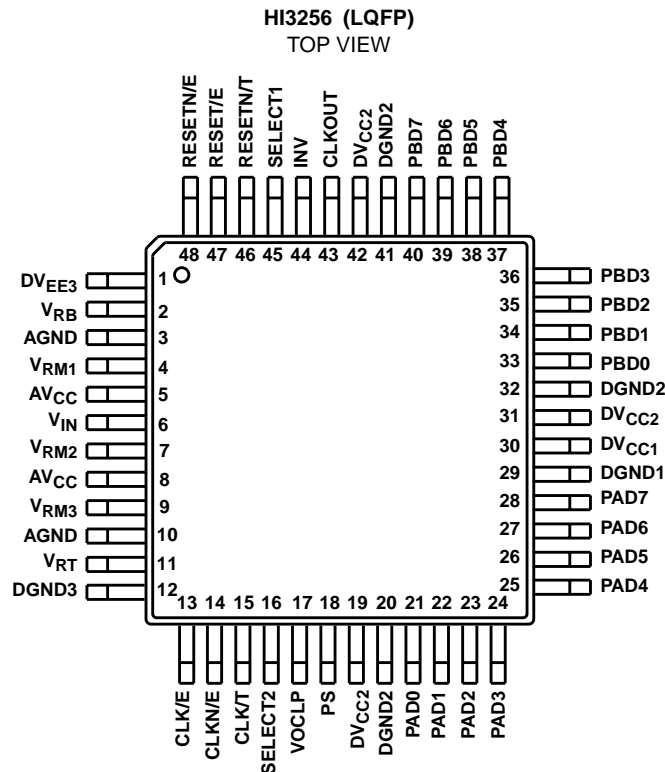 HI3256 (LQFP)
TOP VIEW
RESETN/E
RESET/E
RESETN/T
SELECT1
INV
CLKOUT
DVCC2
DGND2
PBD7
PBD6
PBD5
PBD4
48 47 46 45 44 43 42 41 40 39 38 37
DVEE3 1
VRB 2
AGND 3
VRM1 4
AVCC 5
VIN 6
VRM2 7
AVCC 8
VRM3 9
AGND 10
VRT 11
DGND3 12
36 PBD3
35 PBD2
34 PBD1
33 PBD0
32 DGND2
31 DVCC2
30 DVCC1
29 DGND1
28 PAD7
27 PAD6
26 PAD5
25 PAD4
13 14 15 16 17 18 19 20 21 22 23 24
CLK/E
CLKN/E
CLK/T
SELECT2
VOCLP
PS
DVCC2
DGND2
PAD0
PAD1
PAD2
PAD3